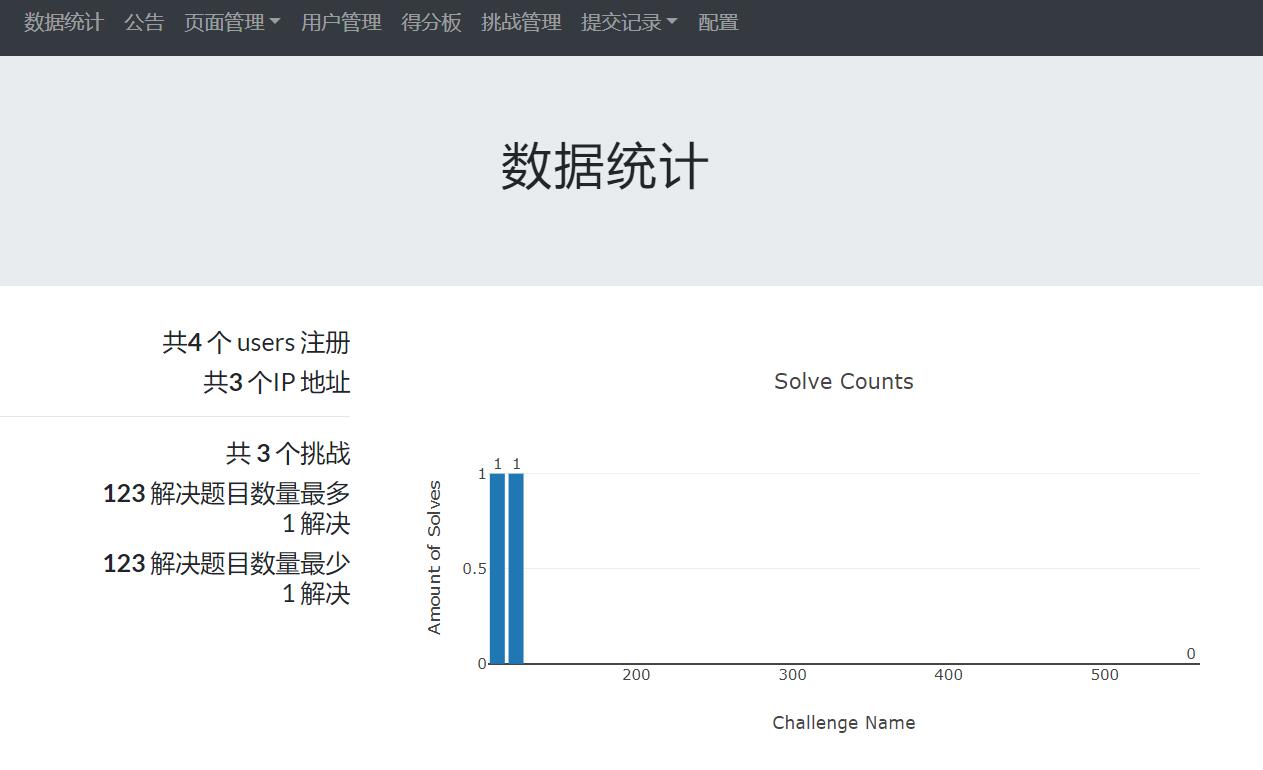 数据统计 公告 页面管理 用户管理 得分板 挑战管理 提交记录 配置
数据统计
共4 个 users 注册
共3 个IP 地址
共 3 个挑战
123 解决题目数量最多
1 解决
123 解决题目数量最少
1 解决
Solve Counts
1 1
1
0.5
0
0
Amount of Solves
200 300 400 500
Challenge Name